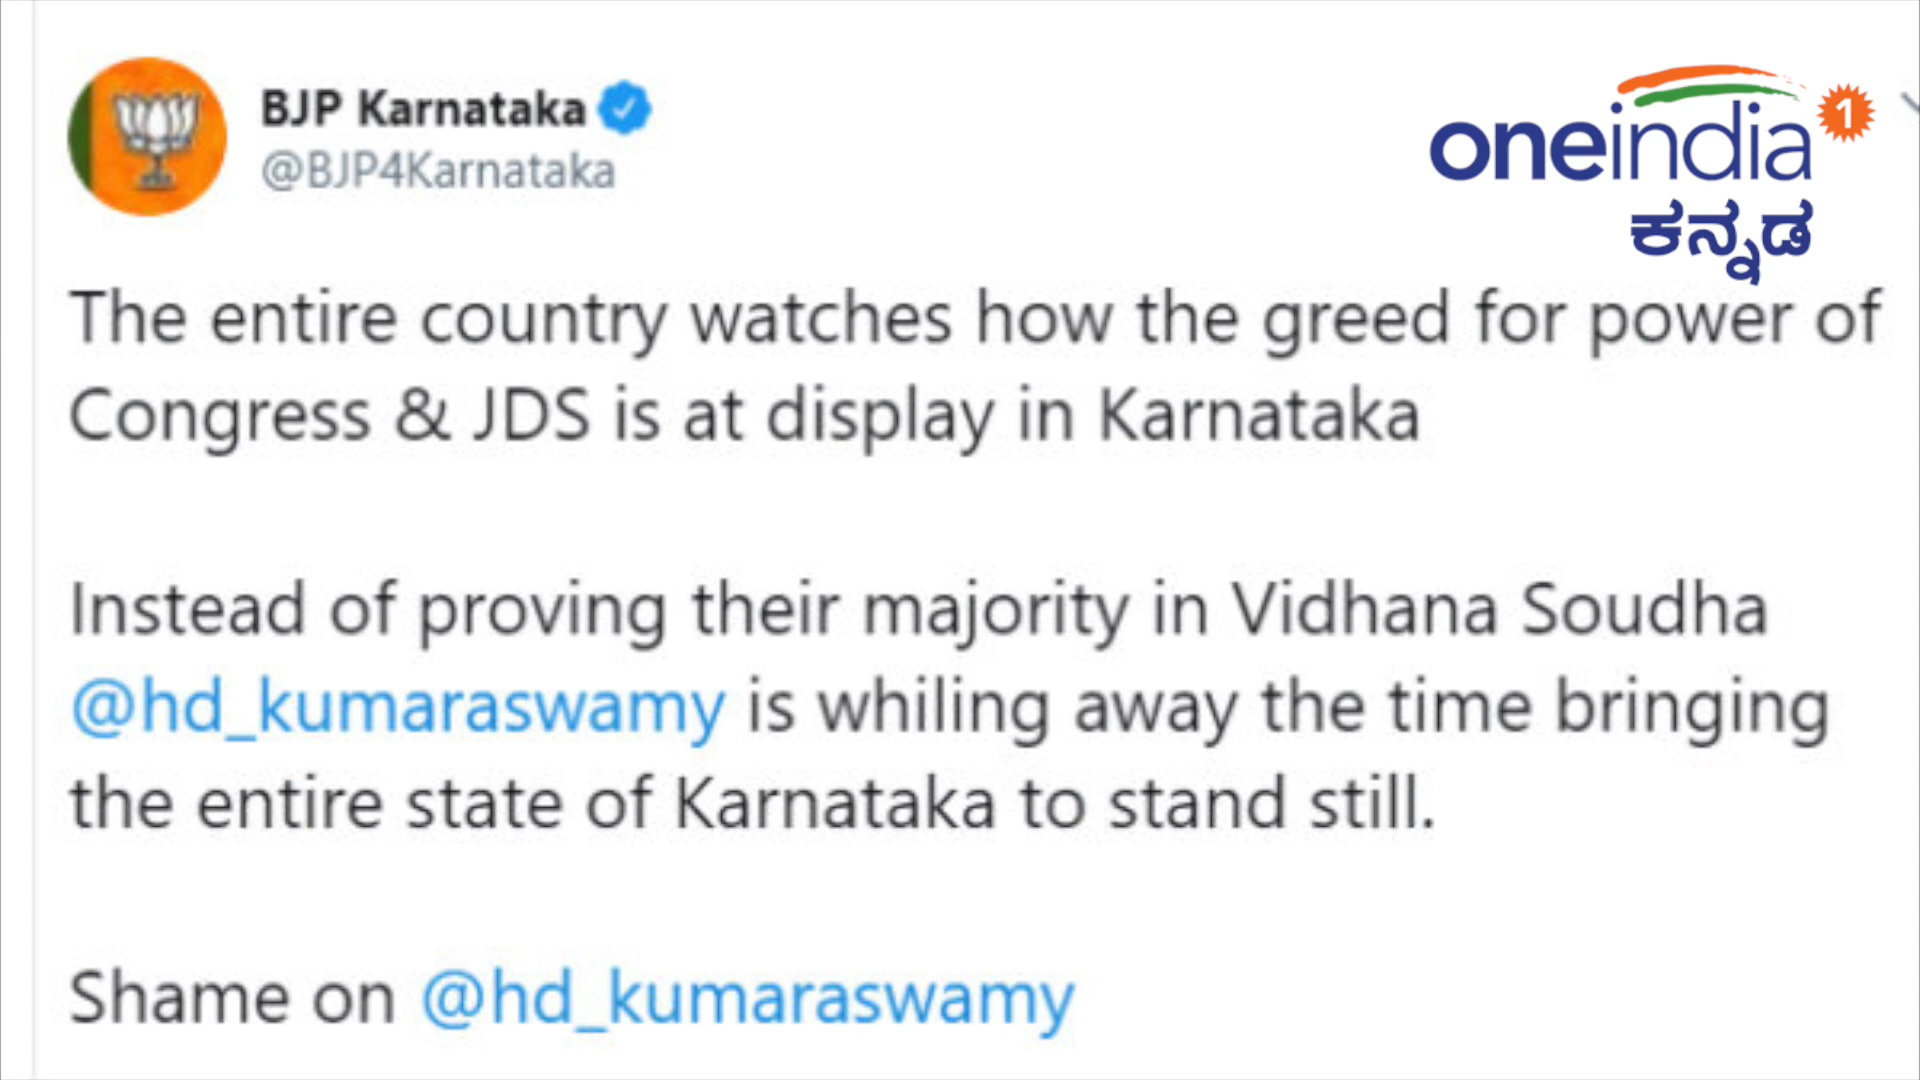 BJP Karnataka
@BJP4Karnataka
oneindia 1
ಕನ್ನಡ
The entire country watches how the greed for power of
Congress & JDS is at display in Karnataka
Instead of proving their majority in Vidhana Soudha
@hd_kumaraswamy is whiling away the time bringing
the entire state of Karnataka to stand still.
Shame on @hd_kumaraswamy